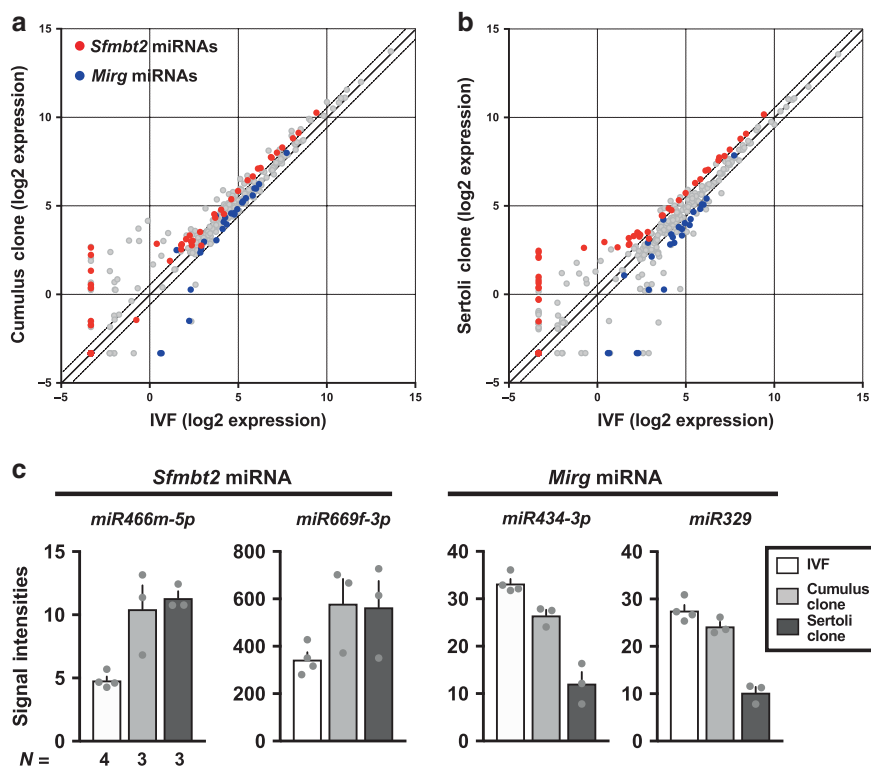 a
b
Sfmbt2 miRNAs
Mirg miRNAs
Cumulus clone (log2 expression)
15
10
5
0
–5
–5 0 5 10 15
IVF (log2 expression)
Sertoli clone (log2 expression)
15
10
5
0
–5
–5 0 5 10 15
IVF (log2 expression)
c
Sfmbt2 miRNA
Mirg miRNA
miR466m-5p
miR669f-3p
miR434-3p
miR329
Signal intensities
15
10
5
0
800
600
400
200
0
40
30
20
10
0
40
30
20
10
0
IVF
Cumulus
clone
Sertoli
clone
N = 4 3 3